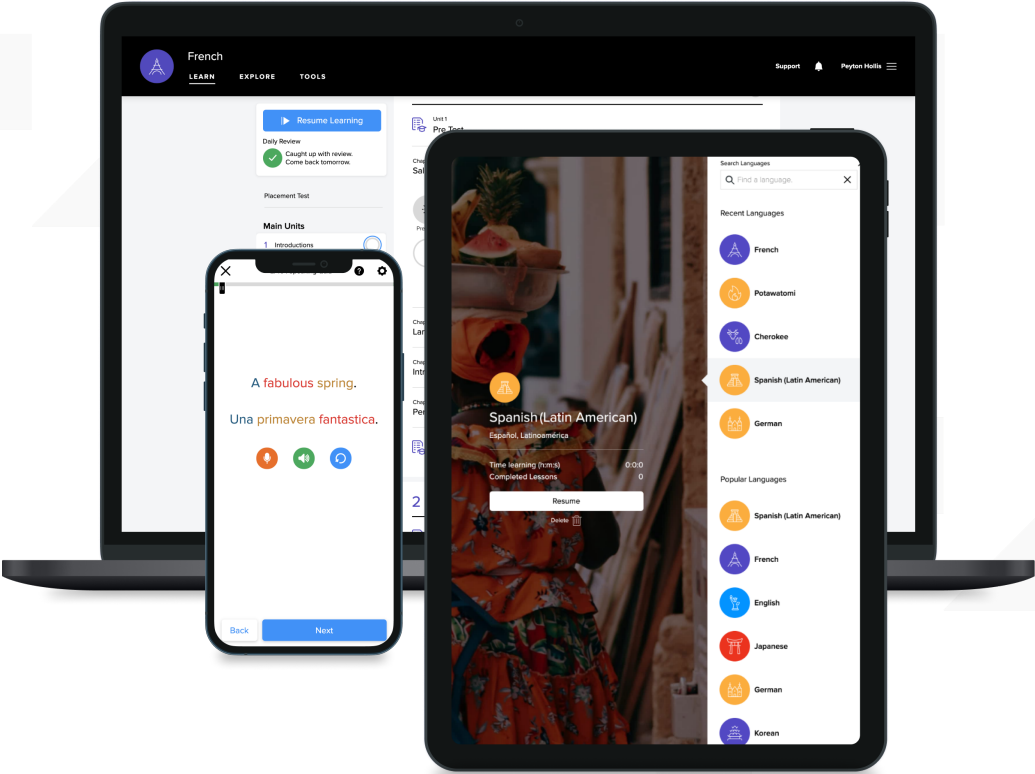 French
LEARN EXPLORE TOOLS
Support
Peyton Hollis
Resume Learning
Daily Review
Caught up with review.
Come back tomorrow.
Placement Test
Main Units
1 Introductions
Unit 1
Pre Test
2
A fabulous spring.
Una primavera fantastica.
Back
Next
Spanish (Latin American)
Español, Latinoamérica
Time learning (h:m:s) 0:0:0
Completed Lessons 0
Resume
Delete
Search Languages
Find a language.
Recent Languages
French
Potawatomi
Cherokee
Spanish (Latin American)
German
Popular Languages
Spanish (Latin American)
French
English
Japanese
German
Korean